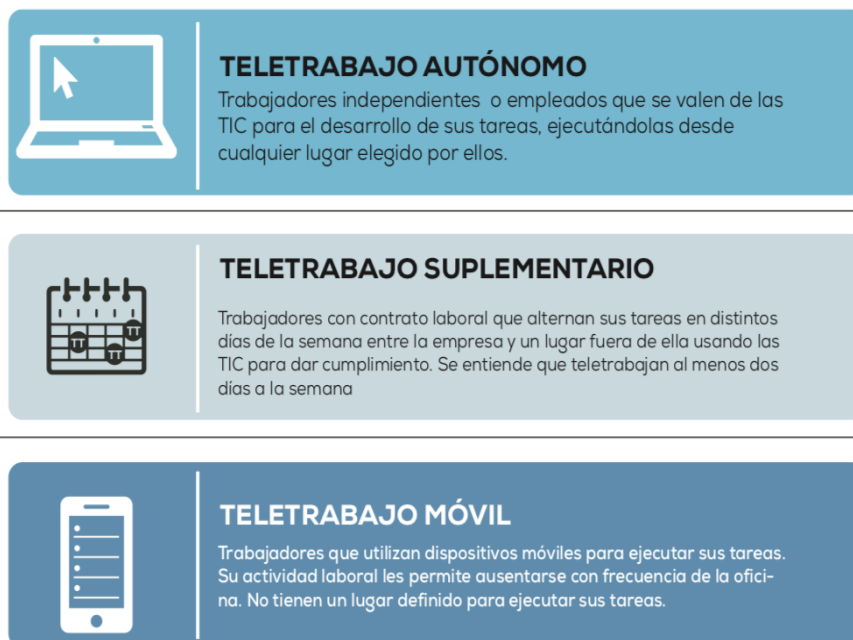 TELETRABAJO AUTÓNOMO
Trabajadores independientes o empleados que se valen de las
TIC para el desarrollo de sus tareas, ejecutándolas desde
cualquier lugar elegido por ellos.
TELETRABAJO SUPLEMENTARIO
Trabajadores con contrato laboral que alternan sus tareas en distintos
días de la semana entre la empresa y un lugar fuera de ella usando las
TIC para dar cumplimiento. Se entiende que teletrabajan al menos dos
días a la semana
TELETRABAJO MÓVIL
Trabajadores que utilizan dispositivos móviles para ejecutar sus tareas.
Su actividad laboral les permite ausentarse con frecuencia de la ofici-
na. No tienen un lugar definido para ejecutar sus tareas.